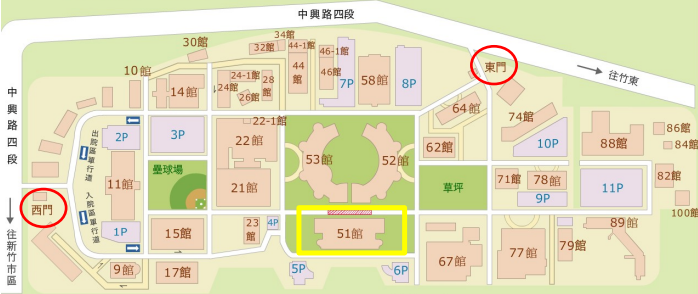 中興路四段
34館
30館
32館
44-1館
46-1館
東門
往竹東
10館
14館
24館
24-1館
26館
28館
44館
46館
7P
58館
8P
中興路四段
出院區單行道
2P
3P
22-1館
22館
53館
52館
62館
64館
74館
10P
88館
86館
84館
11館
壘球場
21館
草坪
71館
78館
9P
11P
82館
100館
西門
入院區單行道
1P
15館
23館
4P
51館
67館
77館
79館
89館
往新竹市區
9館
17館
5P
6P